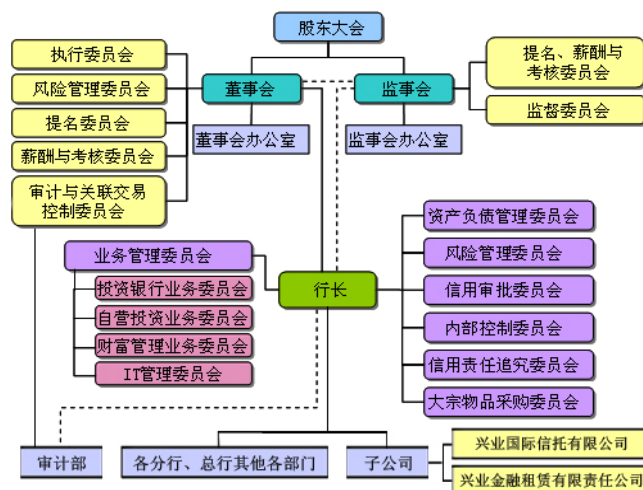 股东大会
执行委员会
风险管理委员会
提名委员会
薪酬与考核委员会
审计与关联交易
控制委员会
董事会
监事会
董事会办公室
监事会办公室
提名、薪酬与
考核委员会
监督委员会
业务管理委员会
投资银行业务委员会
自营投资业务委员会
财富管理业务委员会
IT管理委员会
行长
资产负债管理委员会
风险管理委员会
信用审批委员会
内部控制委员会
信用责任追究委员会
大宗物品采购委员会
审计部
各分行、总行其他各部门
子公司
兴业国际信托有限公司
兴业金融租赁有限责任公司